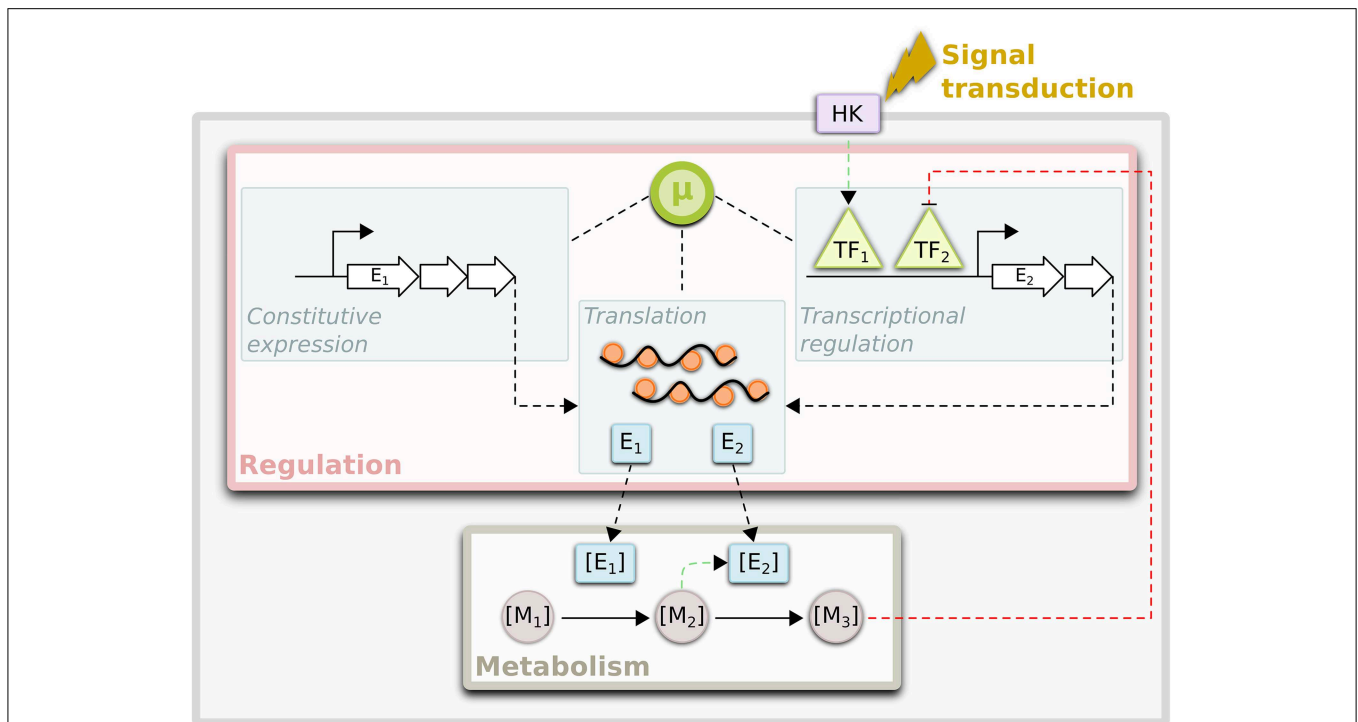 Signal
transduction
HK
μ
TF₁
TF₂
E₁
E₂
Constitutive
expression
Translation
Transcriptional
regulation
E₁
E₂
Regulation
[E₁]
[E₂]
[M₁]
[M₂]
[M₃]
Metabolism